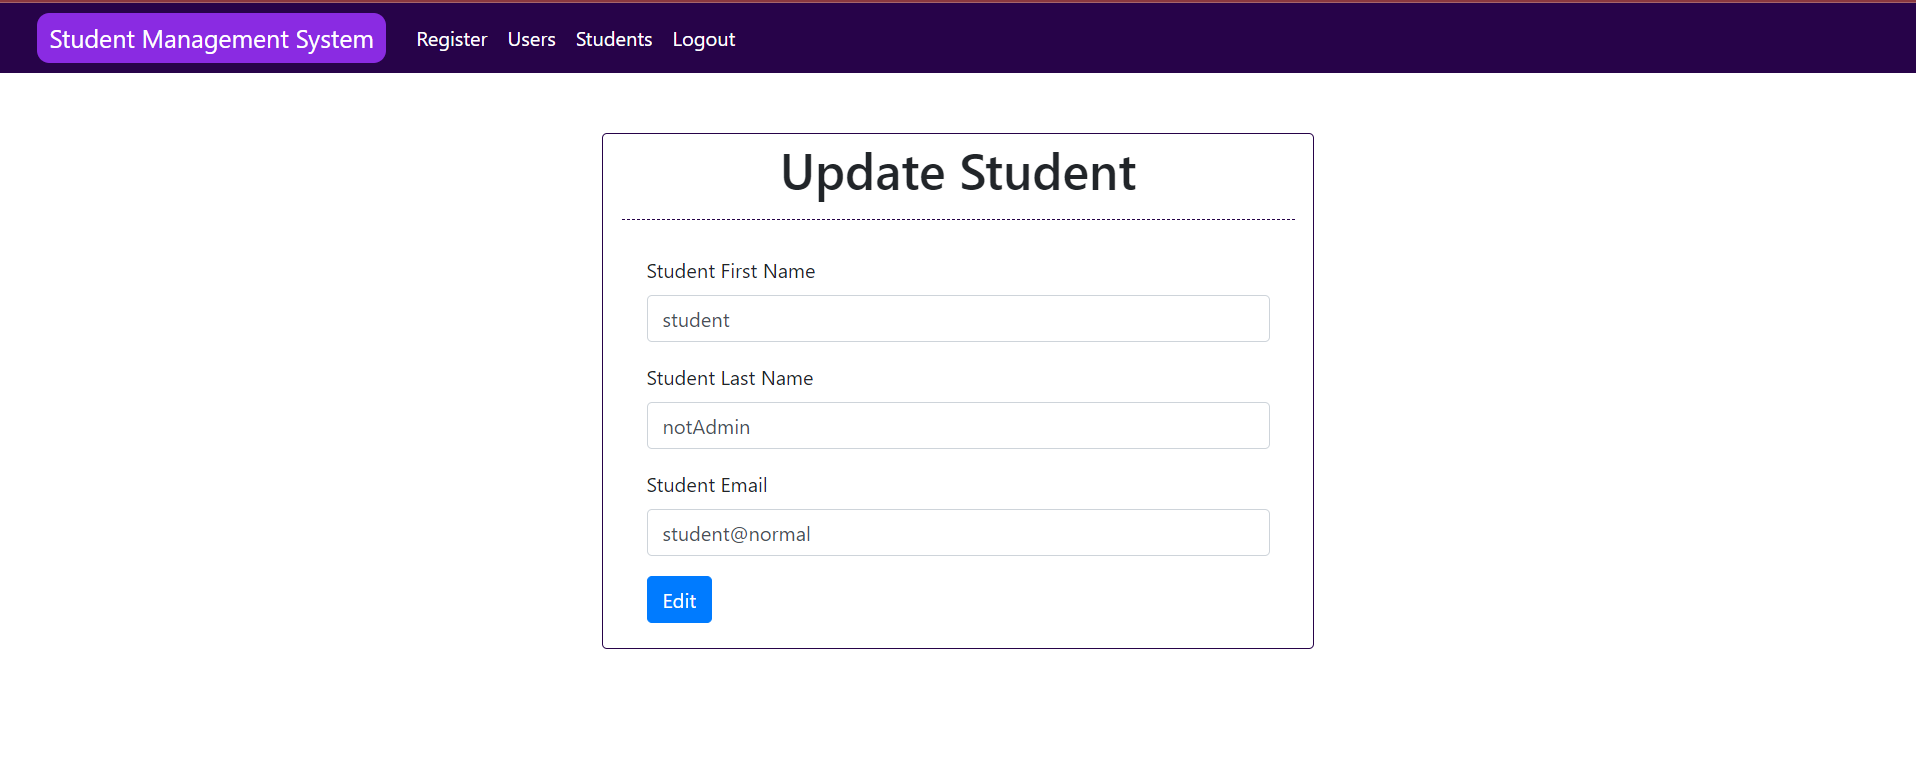 Student Management System Register Users Students Logout
Update Student
Student First Name
student
Student Last Name
notAdmin
Student Email
student@normal
Edit